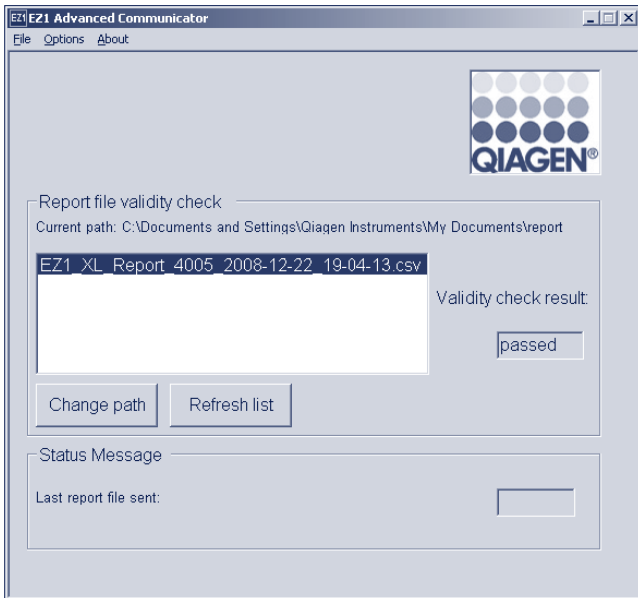 EZ1 EZ1 Advanced Communicator
File Options About
QIAGEN®
Report file validity check
Current path: C:\Documents and Settings\Qiagen Instruments\My Documents\report
EZ1_XL_Report_4005_2008-12-22_19-04-13.csv
Validity check result:
passed
Change path Refresh list
Status Message
Last report file sent: